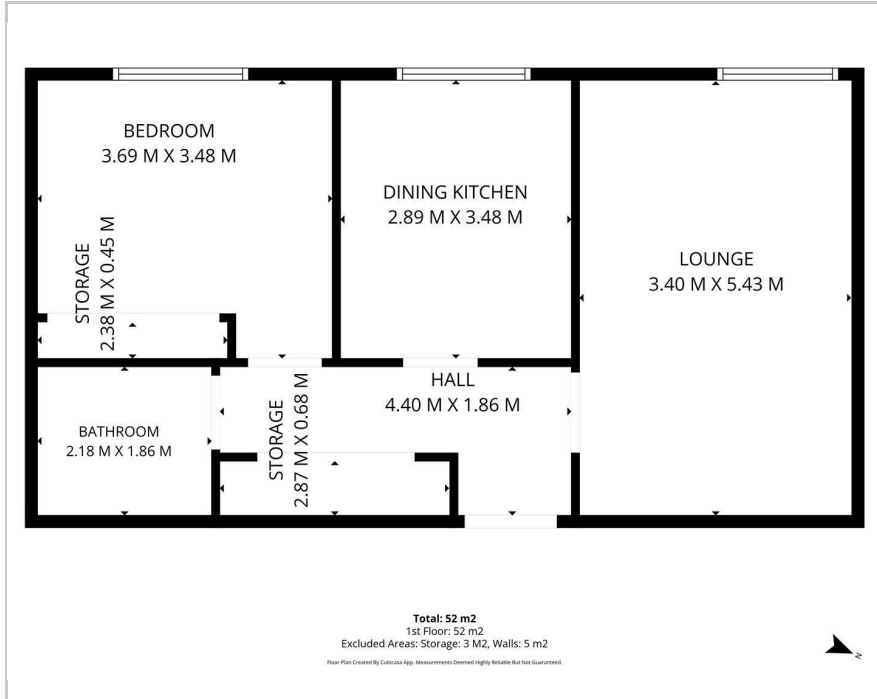 BEDROOM
3.69 M X 3.48 M
DINING KITCHEN
2.89 M X 3.48 M
LOUNGE
3.40 M X 5.43 M
STORAGE
2.38 M X 0.45 M
HALL
4.40 M X 1.86 M
BATHROOM
2.18 M X 1.86 M
STORAGE
2.87 M X 0.68 M
Total: 52 m2
1st Floor: 52 m2
Excluded Areas: Storage: 3 M2, Walls: 5 m2
Floor Plan Created By Cubicasa App. Measurements Deemed Highly Reliable But Not Guaranteed.
N